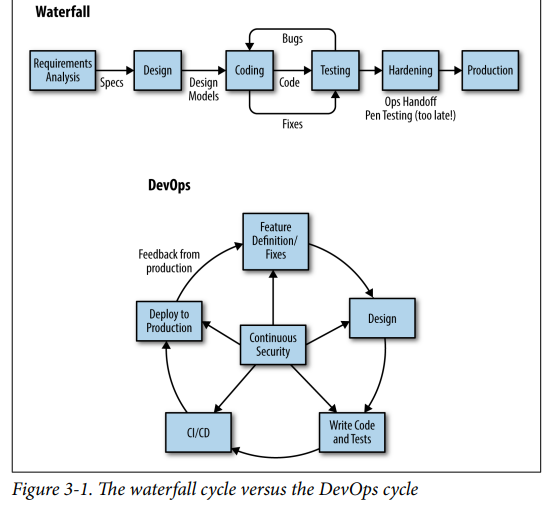 Waterfall
Bugs
Requirements
Analysis
Specs
Design
Design
Models
Coding
Code
Testing
Hardening
Production
Ops Handoff
Pen Testing (too late!)
Fixes
DevOps
Feature
Definition/
Fixes
Feedback from
production
Deploy to
Production
Design
Continuous
Security
CI/CD
Write Code
and Tests
Figure 3-1. The waterfall cycle versus the DevOps cycle